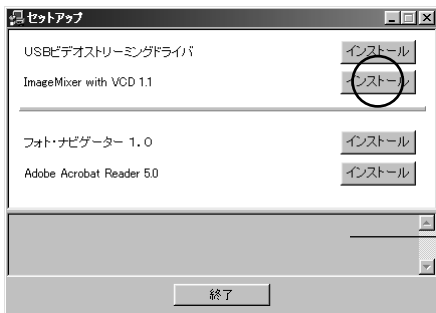 セットアップ
USBビデオストリーミングドライバ インストール
ImageMixer with VCD 1.1 インストール
フォト・ナビゲーター 1.0 インストール
Adobe Acrobat Reader 5.0 インストール
終了